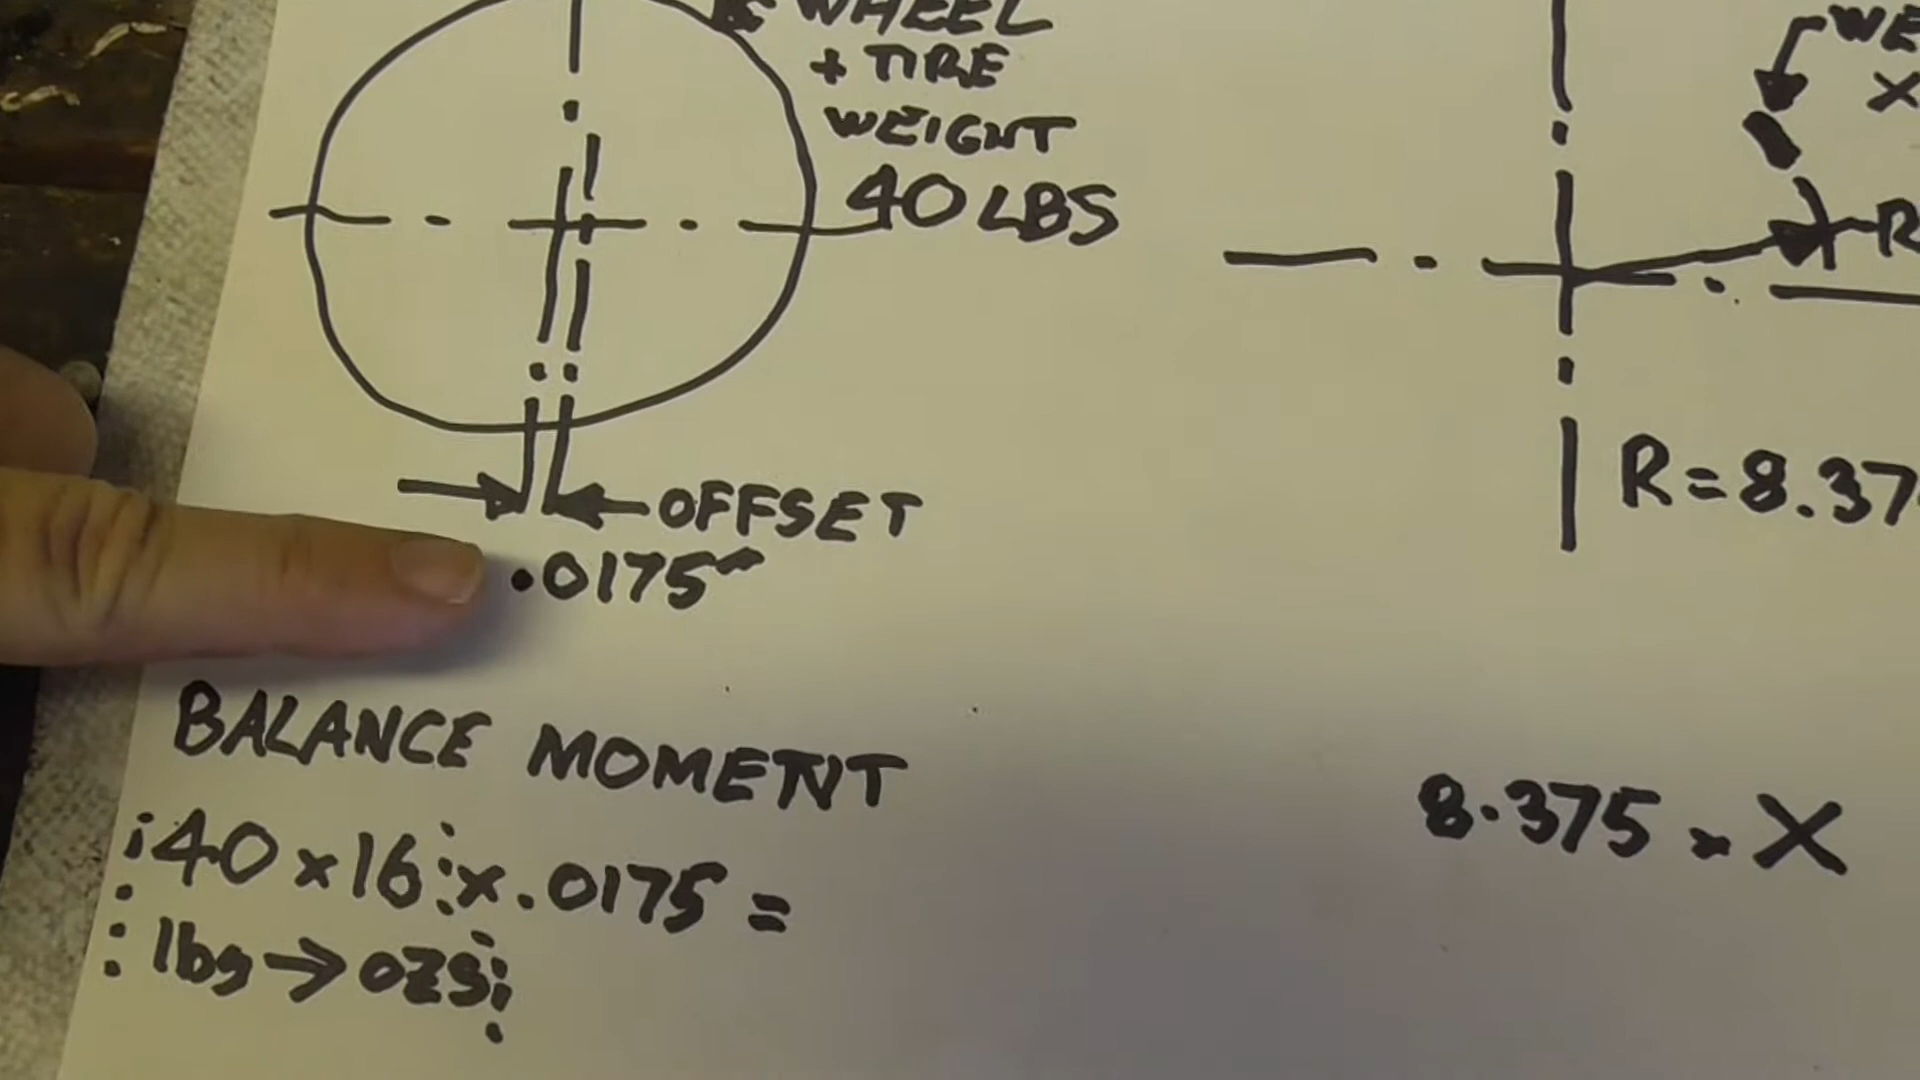 WHEEL
+ TIRE
WEIGHT
40 LBS
OFFSET
.0175"
BALANCE MOMENT
40 x 16 x .0175 =
lbs → ozs
X
R
R = 8.37
8.375 x X